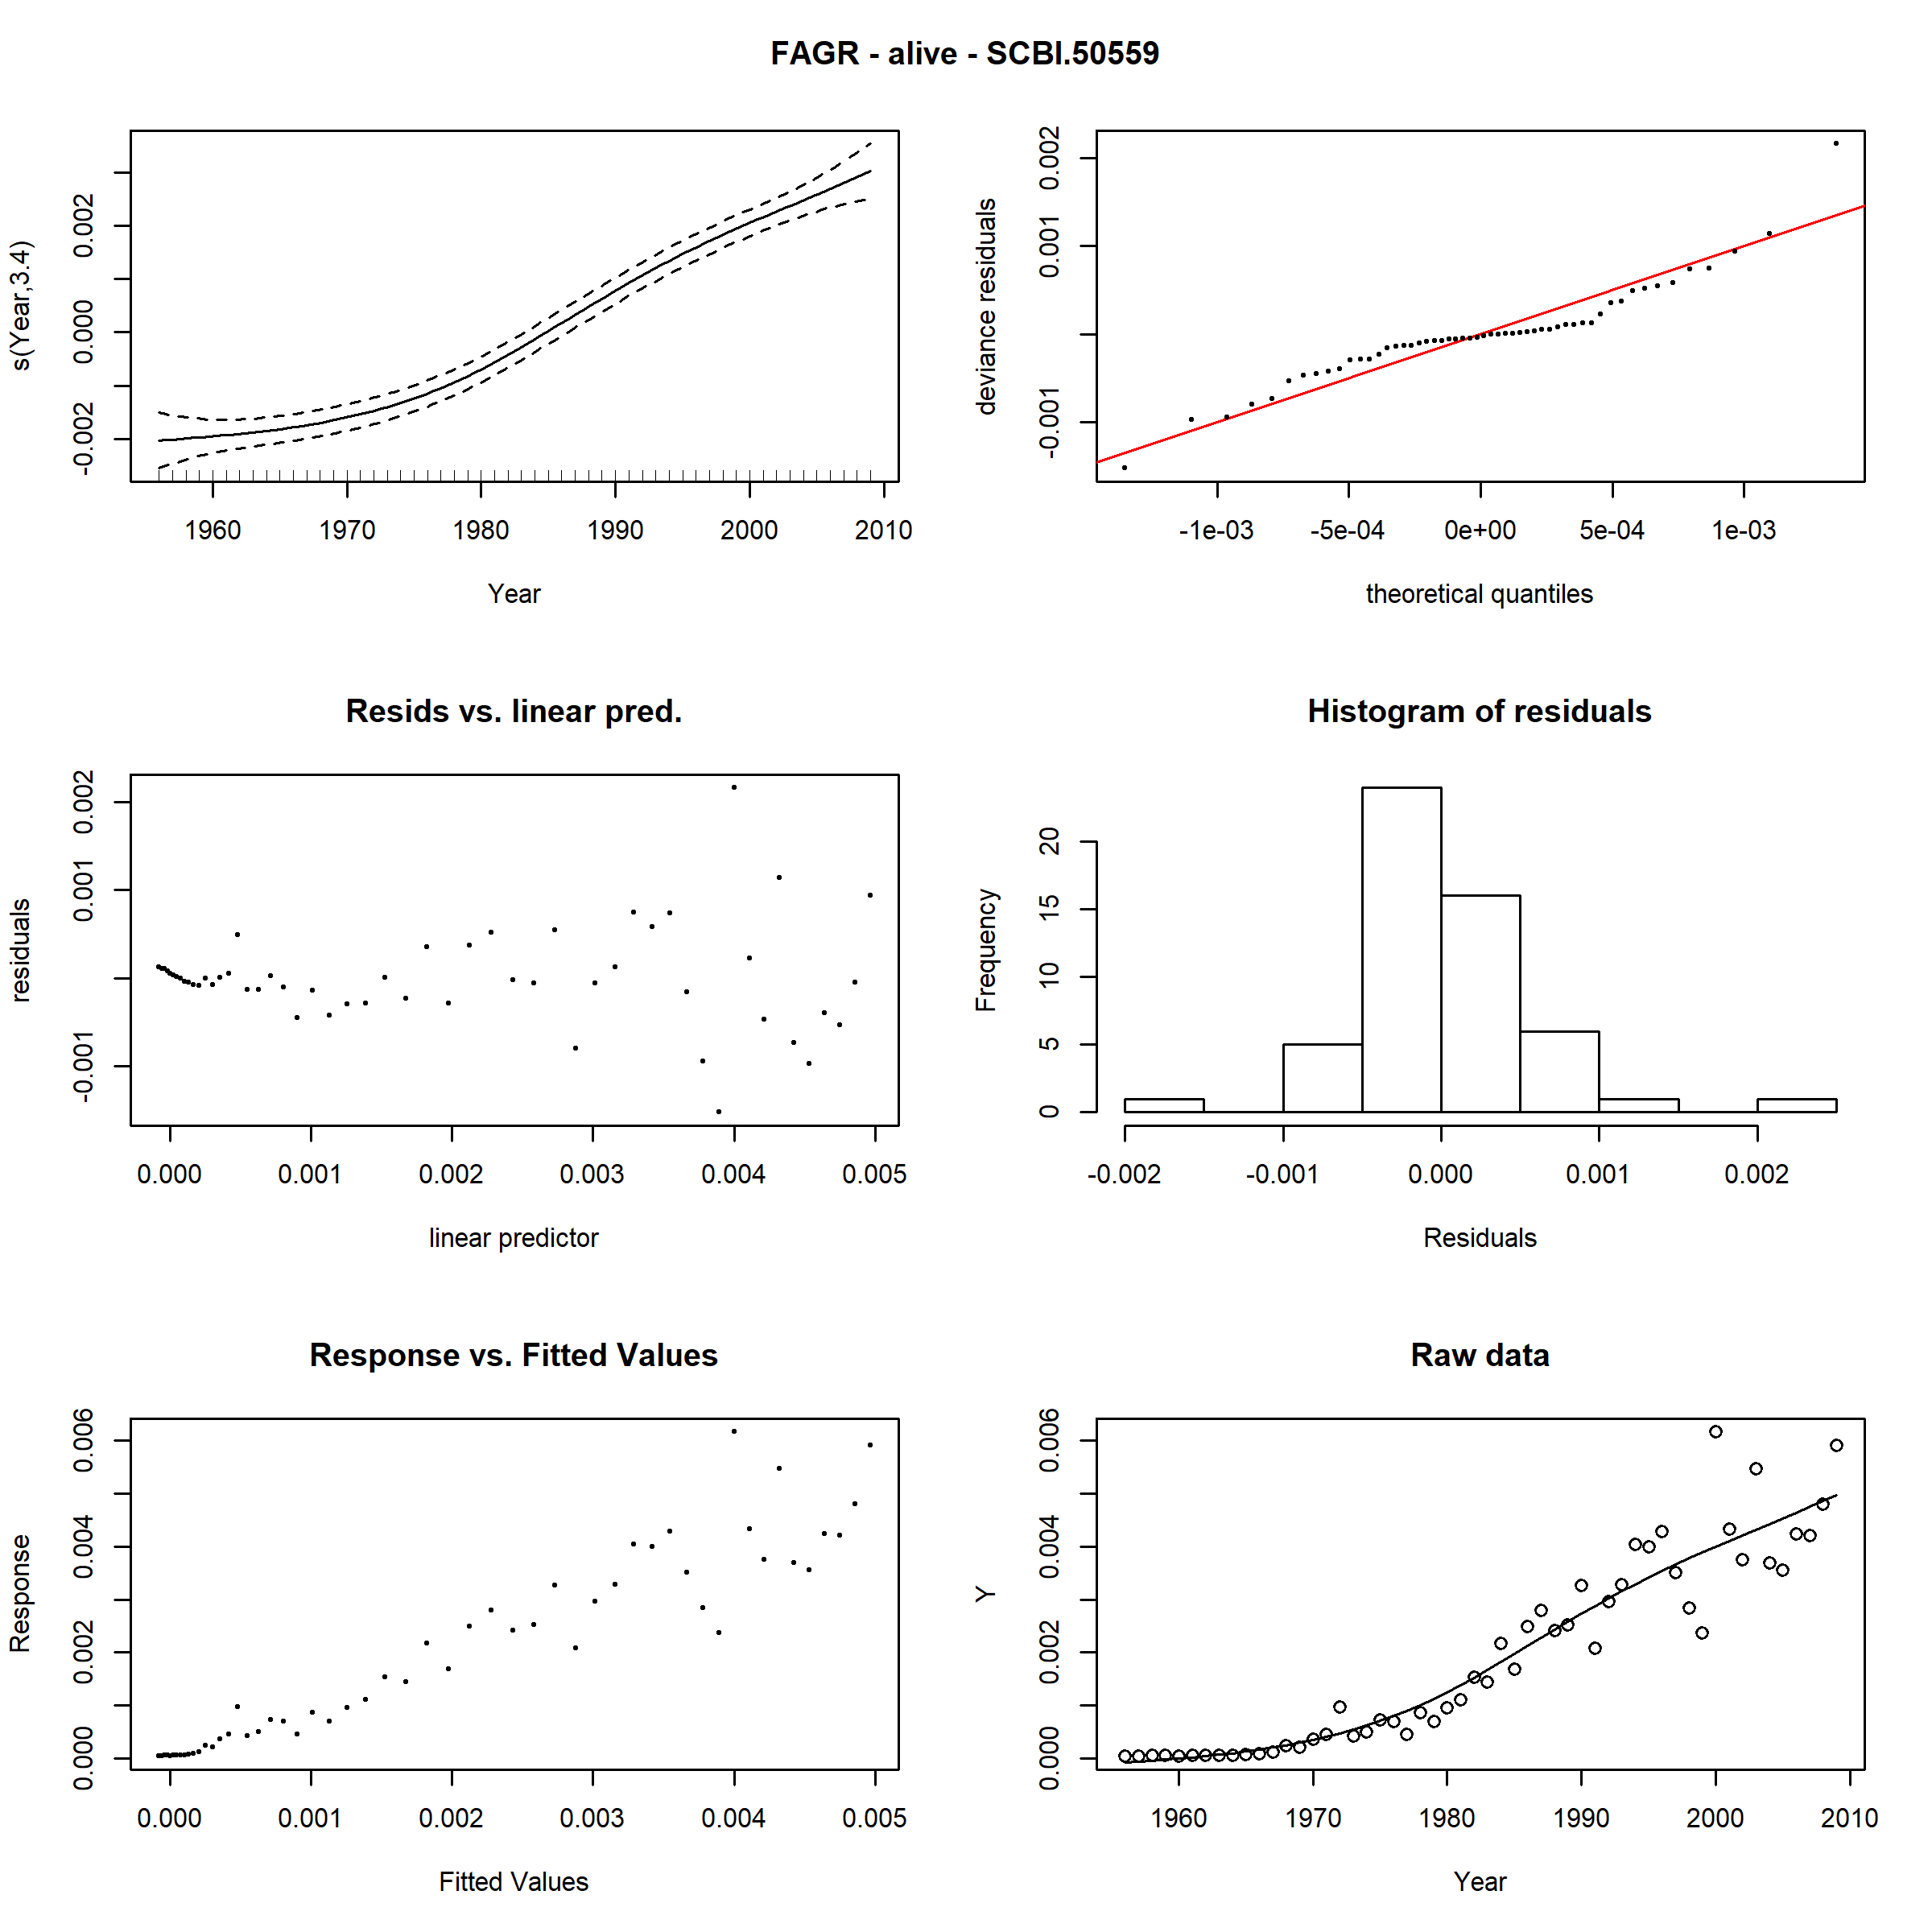 FAGR - alive - SCBI.50559
s(Year,3.4)
-0.002 0.000 0.002
1960 1970 1980 1990 2000 2010
Year
deviance residuals
-0.001 0.001 0.002
-1e-03 -5e-04 0e+00 5e-04 1e-03
theoretical quantiles
Resids vs. linear pred.
residuals
-0.001 0.001 0.002
0.000 0.001 0.002 0.003 0.004 0.005
linear predictor
Histogram of residuals
Frequency
0 5 10 15 20
-0.002 -0.001 0.000 0.001 0.002
Residuals
Response vs. Fitted Values
Response
0.000 0.002 0.004 0.006
0.000 0.001 0.002 0.003 0.004 0.005
Fitted Values
Raw data
Y
0.000 0.002 0.004 0.006
1960 1970 1980 1990 2000 2010
Year